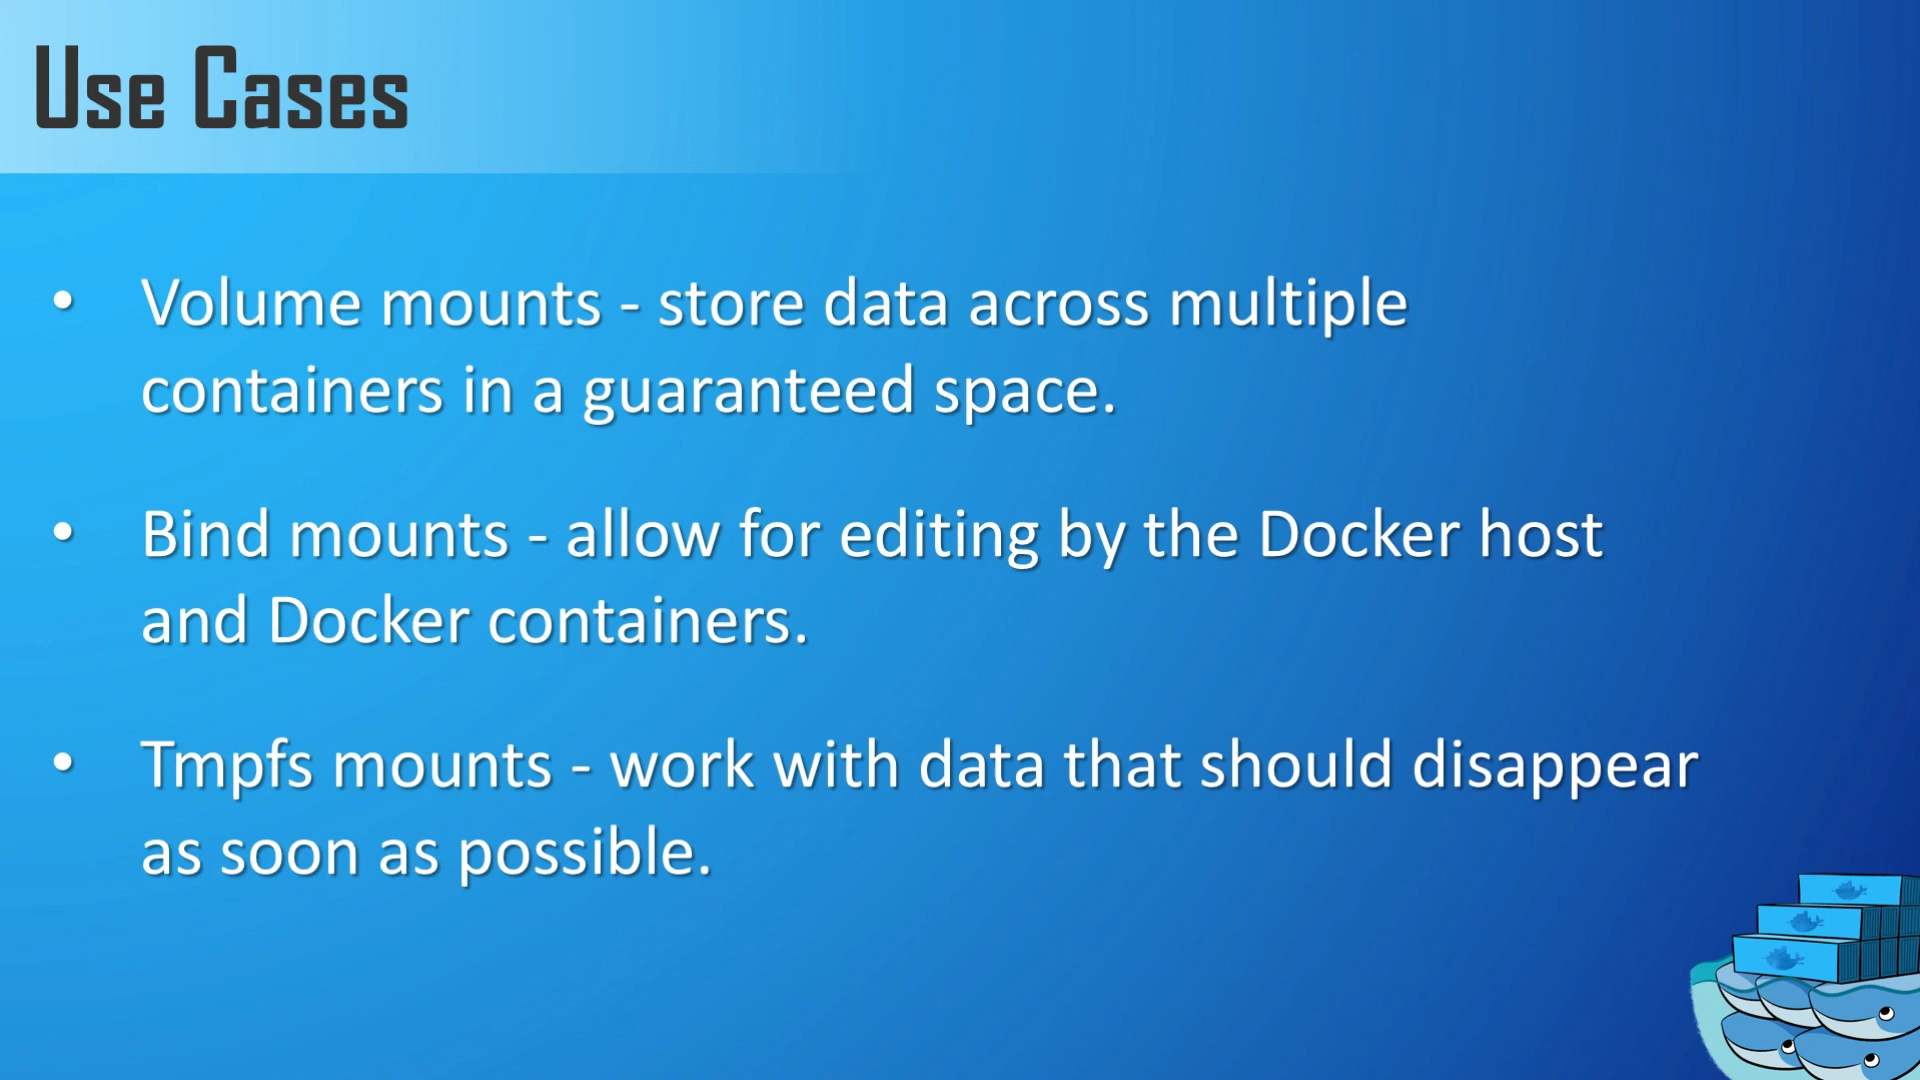 Use Cases
• Volume mounts - store data across multiple
containers in a guaranteed space.
• Bind mounts - allow for editing by the Docker host
and Docker containers.
• Tmpfs mounts - work with data that should disappear
as soon as possible.